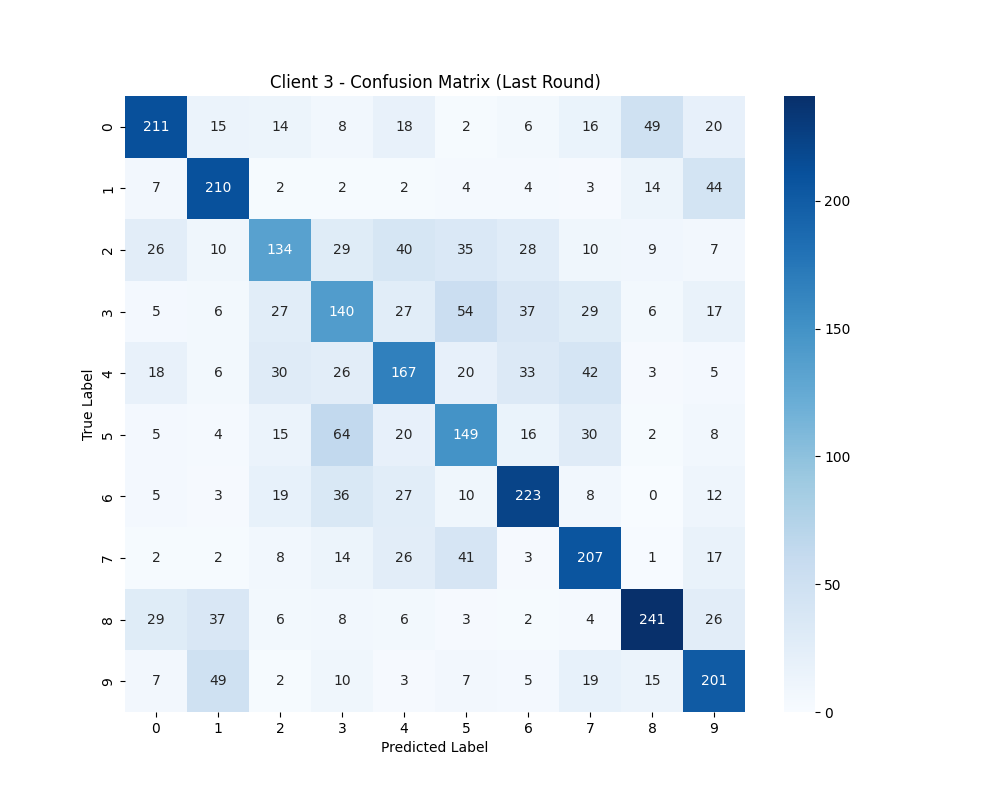 Client 3 - Confusion Matrix (Last Round)
0 211 15 14 8 18 2 6 16 49 20
1 7 210 2 2 2 4 4 3 14 44
2 26 10 134 29 40 35 28 10 9 7
3 5 6 27 140 27 54 37 29 6 17
4 18 6 30 26 167 20 33 42 3 5
5 5 4 15 64 20 149 16 30 2 8
6 5 3 19 36 27 10 223 8 0 12
7 2 2 8 14 26 41 3 207 1 17
8 29 37 6 8 6 3 2 4 241 26
9 7 49 2 10 3 7 5 19 15 201
0 1 2 3 4 5 6 7 8 9
Predicted Label
True Label
200
150
100
50
0